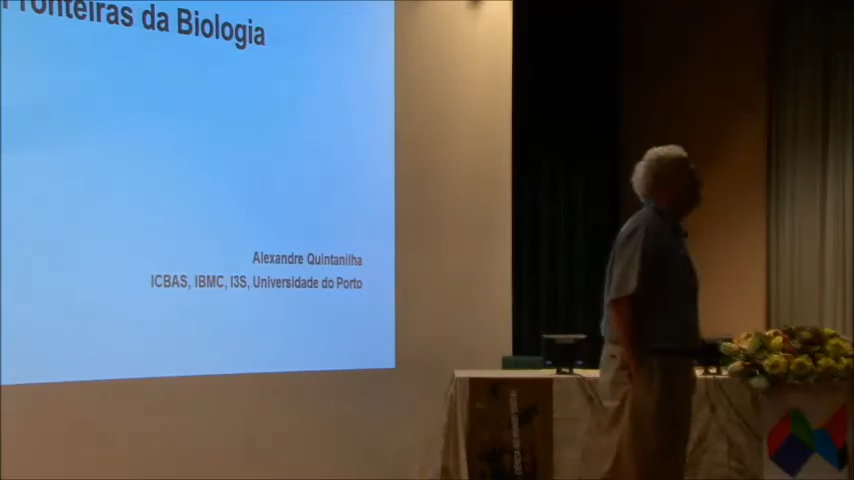 Fronteiras da Biologia
Alexandre Quintanilha
ICBAS, IBMC, I3S, Universidade do Porto